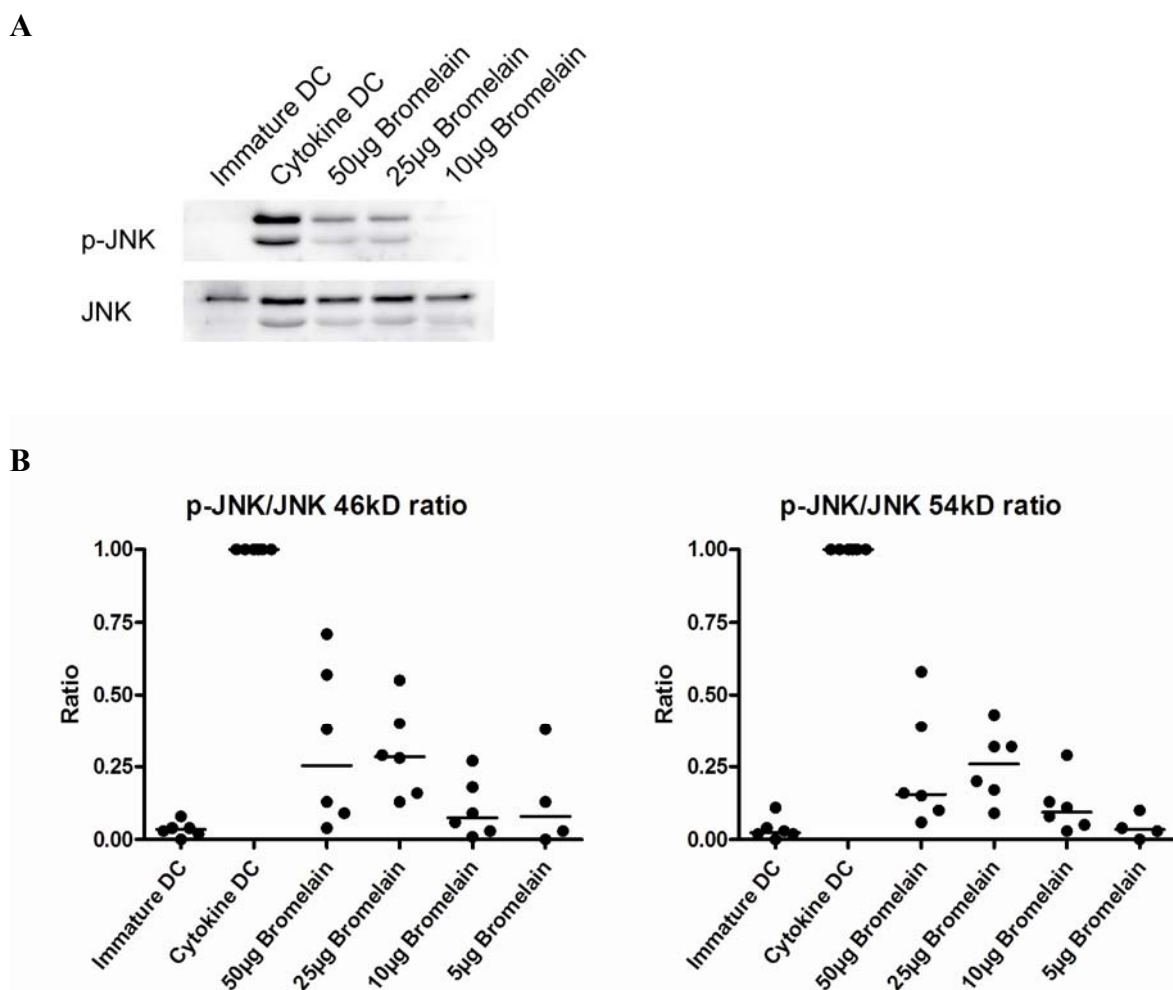 A
Immature DC
Cytokine DC
50µg Bromelain
25µg Bromelain
10µg Bromelain
p-JNK
JNK
B
p-JNK/JNK 46kD ratio
Ratio
1.00
0.75
0.50
0.25
0.00
Immature DC
Cytokine DC
50µg Bromelain
25µg Bromelain
10µg Bromelain
5µg Bromelain
p-JNK/JNK 54kD ratio
Ratio
1.00
0.75
0.50
0.25
0.00
Immature DC
Cytokine DC
50µg Bromelain
25µg Bromelain
10µg Bromelain
5µg Bromelain